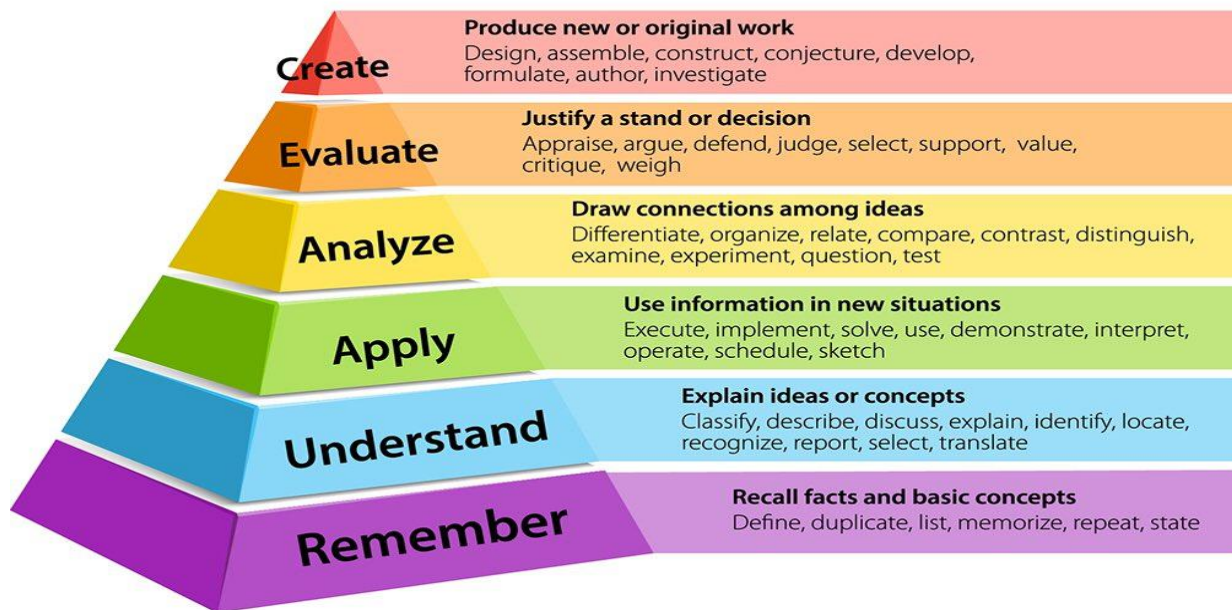 Create
Produce new or original work
Design, assemble, construct, conjecture, develop,
formulate, author, investigate
Evaluate
Justify a stand or decision
Appraise, argue, defend, judge, select, support, value,
critique, weigh
Analyze
Draw connections among ideas
Differentiate, organize, relate, compare, contrast, distinguish,
examine, experiment, question, test
Apply
Use information in new situations
Execute, implement, solve, use, demonstrate, interpret,
operate, schedule, sketch
Understand
Explain ideas or concepts
Classify, describe, discuss, explain, identify, locate,
recognize, report, select, translate
Remember
Recall facts and basic concepts
Define, duplicate, list, memorize, repeat, state